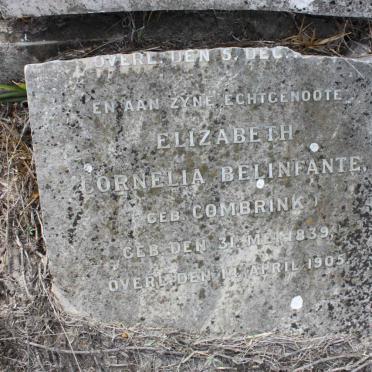 OVERL. DEN 5. DEC.
EN AAN ZYNE ECHTGENOOTE
ELIZABETH
CORNELIA BELINFANTE,
( GEB. COMBRINK )
GEB. DEN 31. MEI 1839.
OVERL. DEN APRIL 1905.